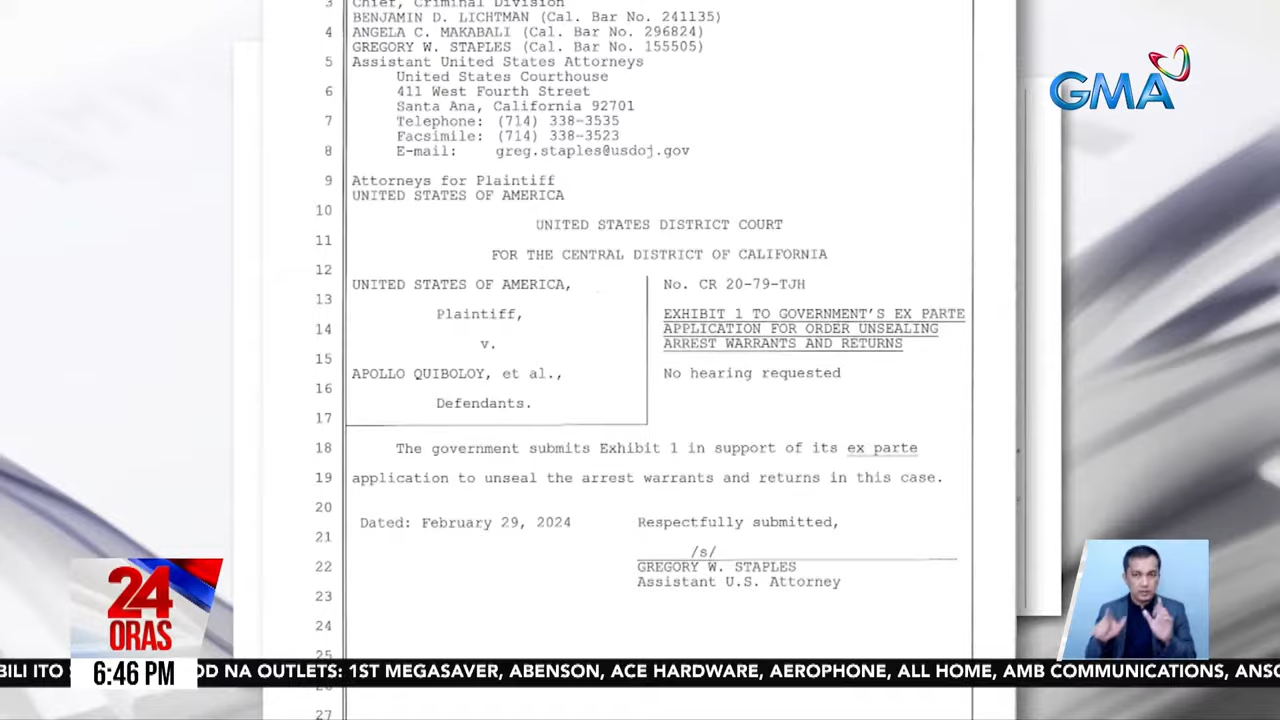 3 Chief, Criminal Division
BENJAMIN D. LICHTMAN (Cal. Bar No. 241135)
4 ANGELA C. MAKABALI (Cal. Bar No. 296824)
GREGORY W. STAPLES (Cal. Bar No. 155505)
5 Assistant United States Attorneys
United States Courthouse
6 411 West Fourth Street
Santa Ana, California 92701
7 Telephone: (714) 338-3535
Facsimile: (714) 338-3523
8 E-mail: greg.staples@usdoj.gov
9 Attorneys for Plaintiff
UNITED STATES OF AMERICA
10
UNITED STATES DISTRICT COURT
11
FOR THE CENTRAL DISTRICT OF CALIFORNIA
12
UNITED STATES OF AMERICA, No. CR 20-79-TJH
13
Plaintiff, EXHIBIT 1 TO GOVERNMENT'S EX PARTE
14 APPLICATION FOR ORDER UNSEALING
v. ARREST WARRANTS AND RETURNS
15
APOLLO QUIBOLOY, et al., No hearing requested
16
Defendants.
17
18 The government submits Exhibit 1 in support of its ex parte
19 application to unseal the arrest warrants and returns in this case.
20
Dated: February 29, 2024 Respectfully submitted,
21
/s/
22 GREGORY W. STAPLES
Assistant U.S. Attorney
23
24
25
27
GMA
24
ORAS
6:46 PM
BILI ITO OD NA OUTLETS: 1ST MEGASAVER, ABENSON, ACE HARDWARE, AEROPHONE, ALL HOME, AMB COMMUNICATIONS, ANSO